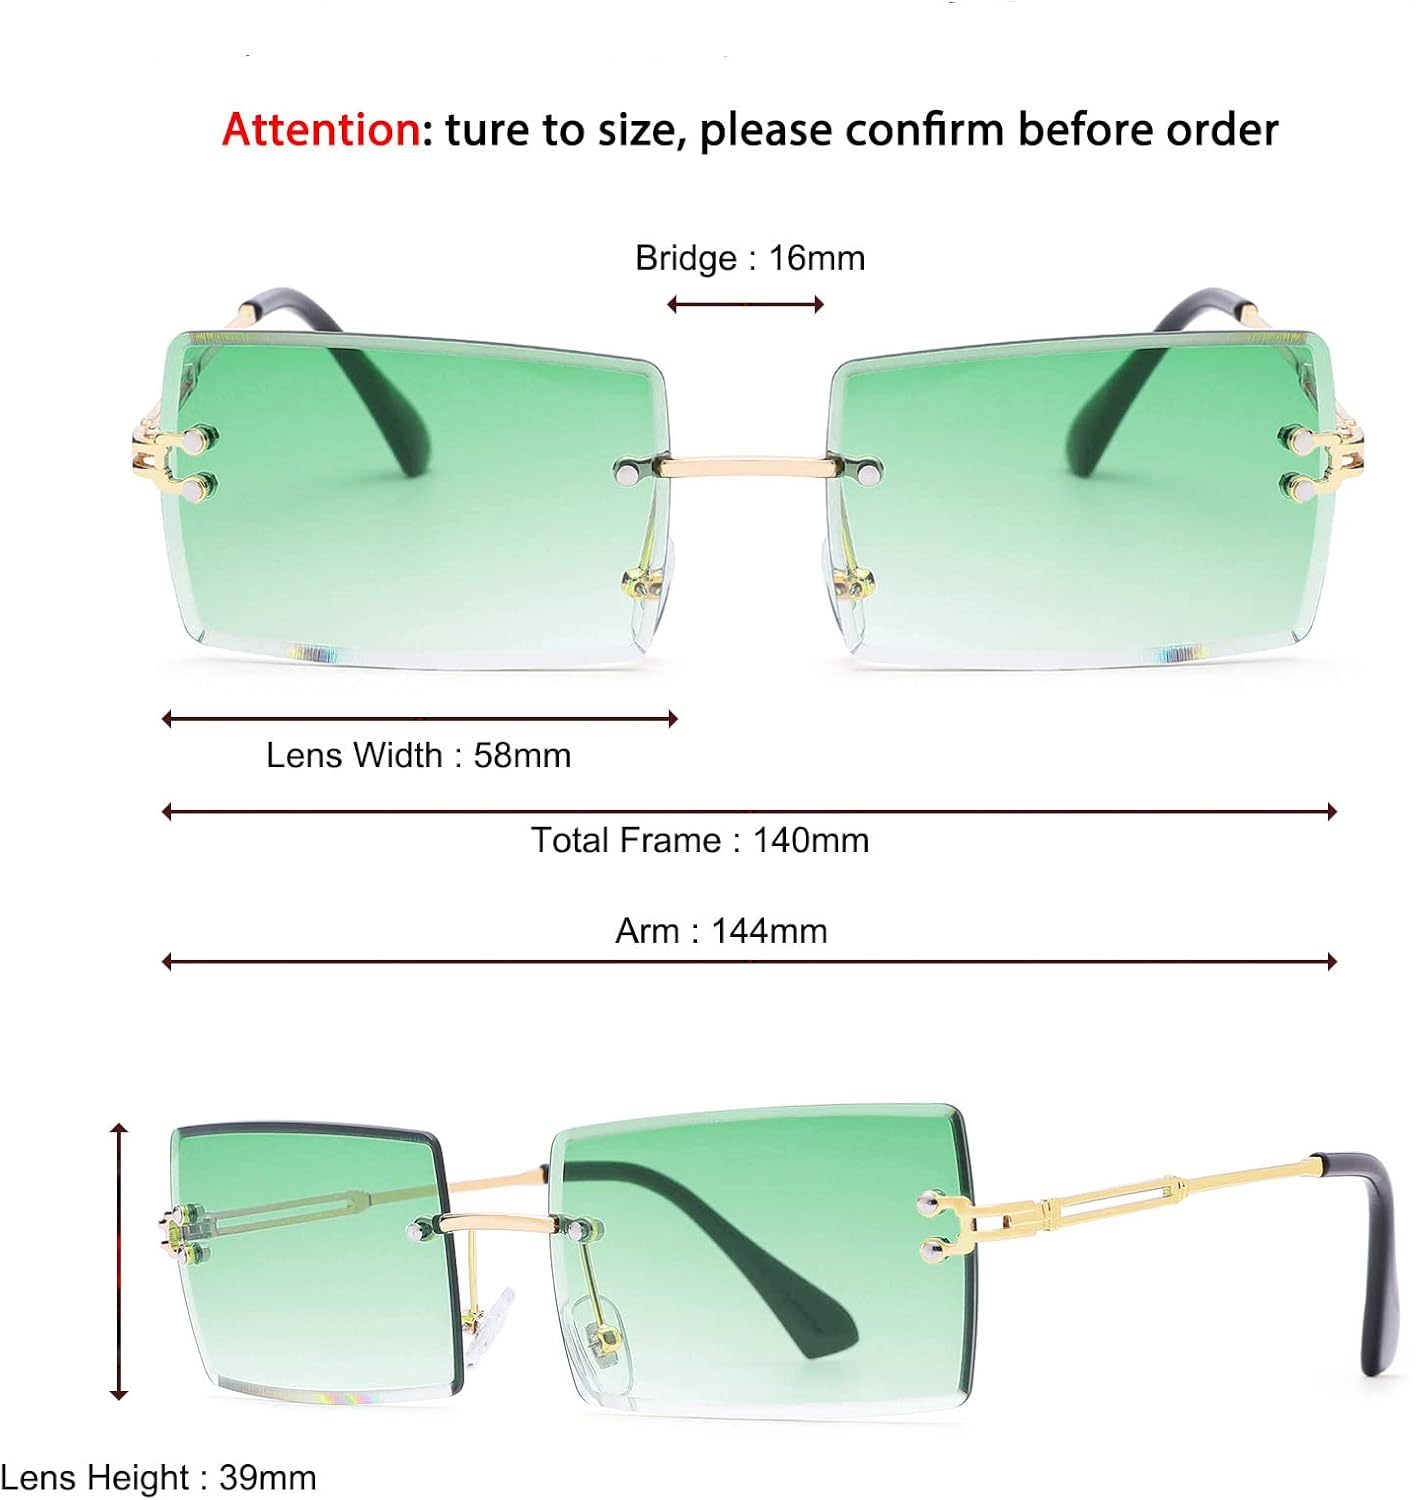 Attention: ture to size, please confirm before order
Bridge : 16mm
Lens Width : 58mm
Total Frame : 140mm
Arm : 144mm
Lens Height : 39mm